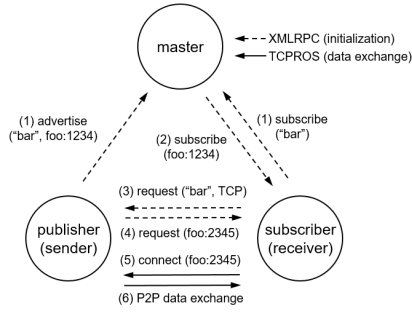 master
XMLRPC (initialization)
TCPROS (data exchange)
(1) advertise
("bar", foo:1234)
(1) subscribe
("bar")
(2) subscribe
(foo:1234)
(3) request ("bar", TCP)
publisher
(sender)
subscriber
(receiver)
(4) request (foo:2345)
(5) connect (foo:2345)
(6) P2P data exchange